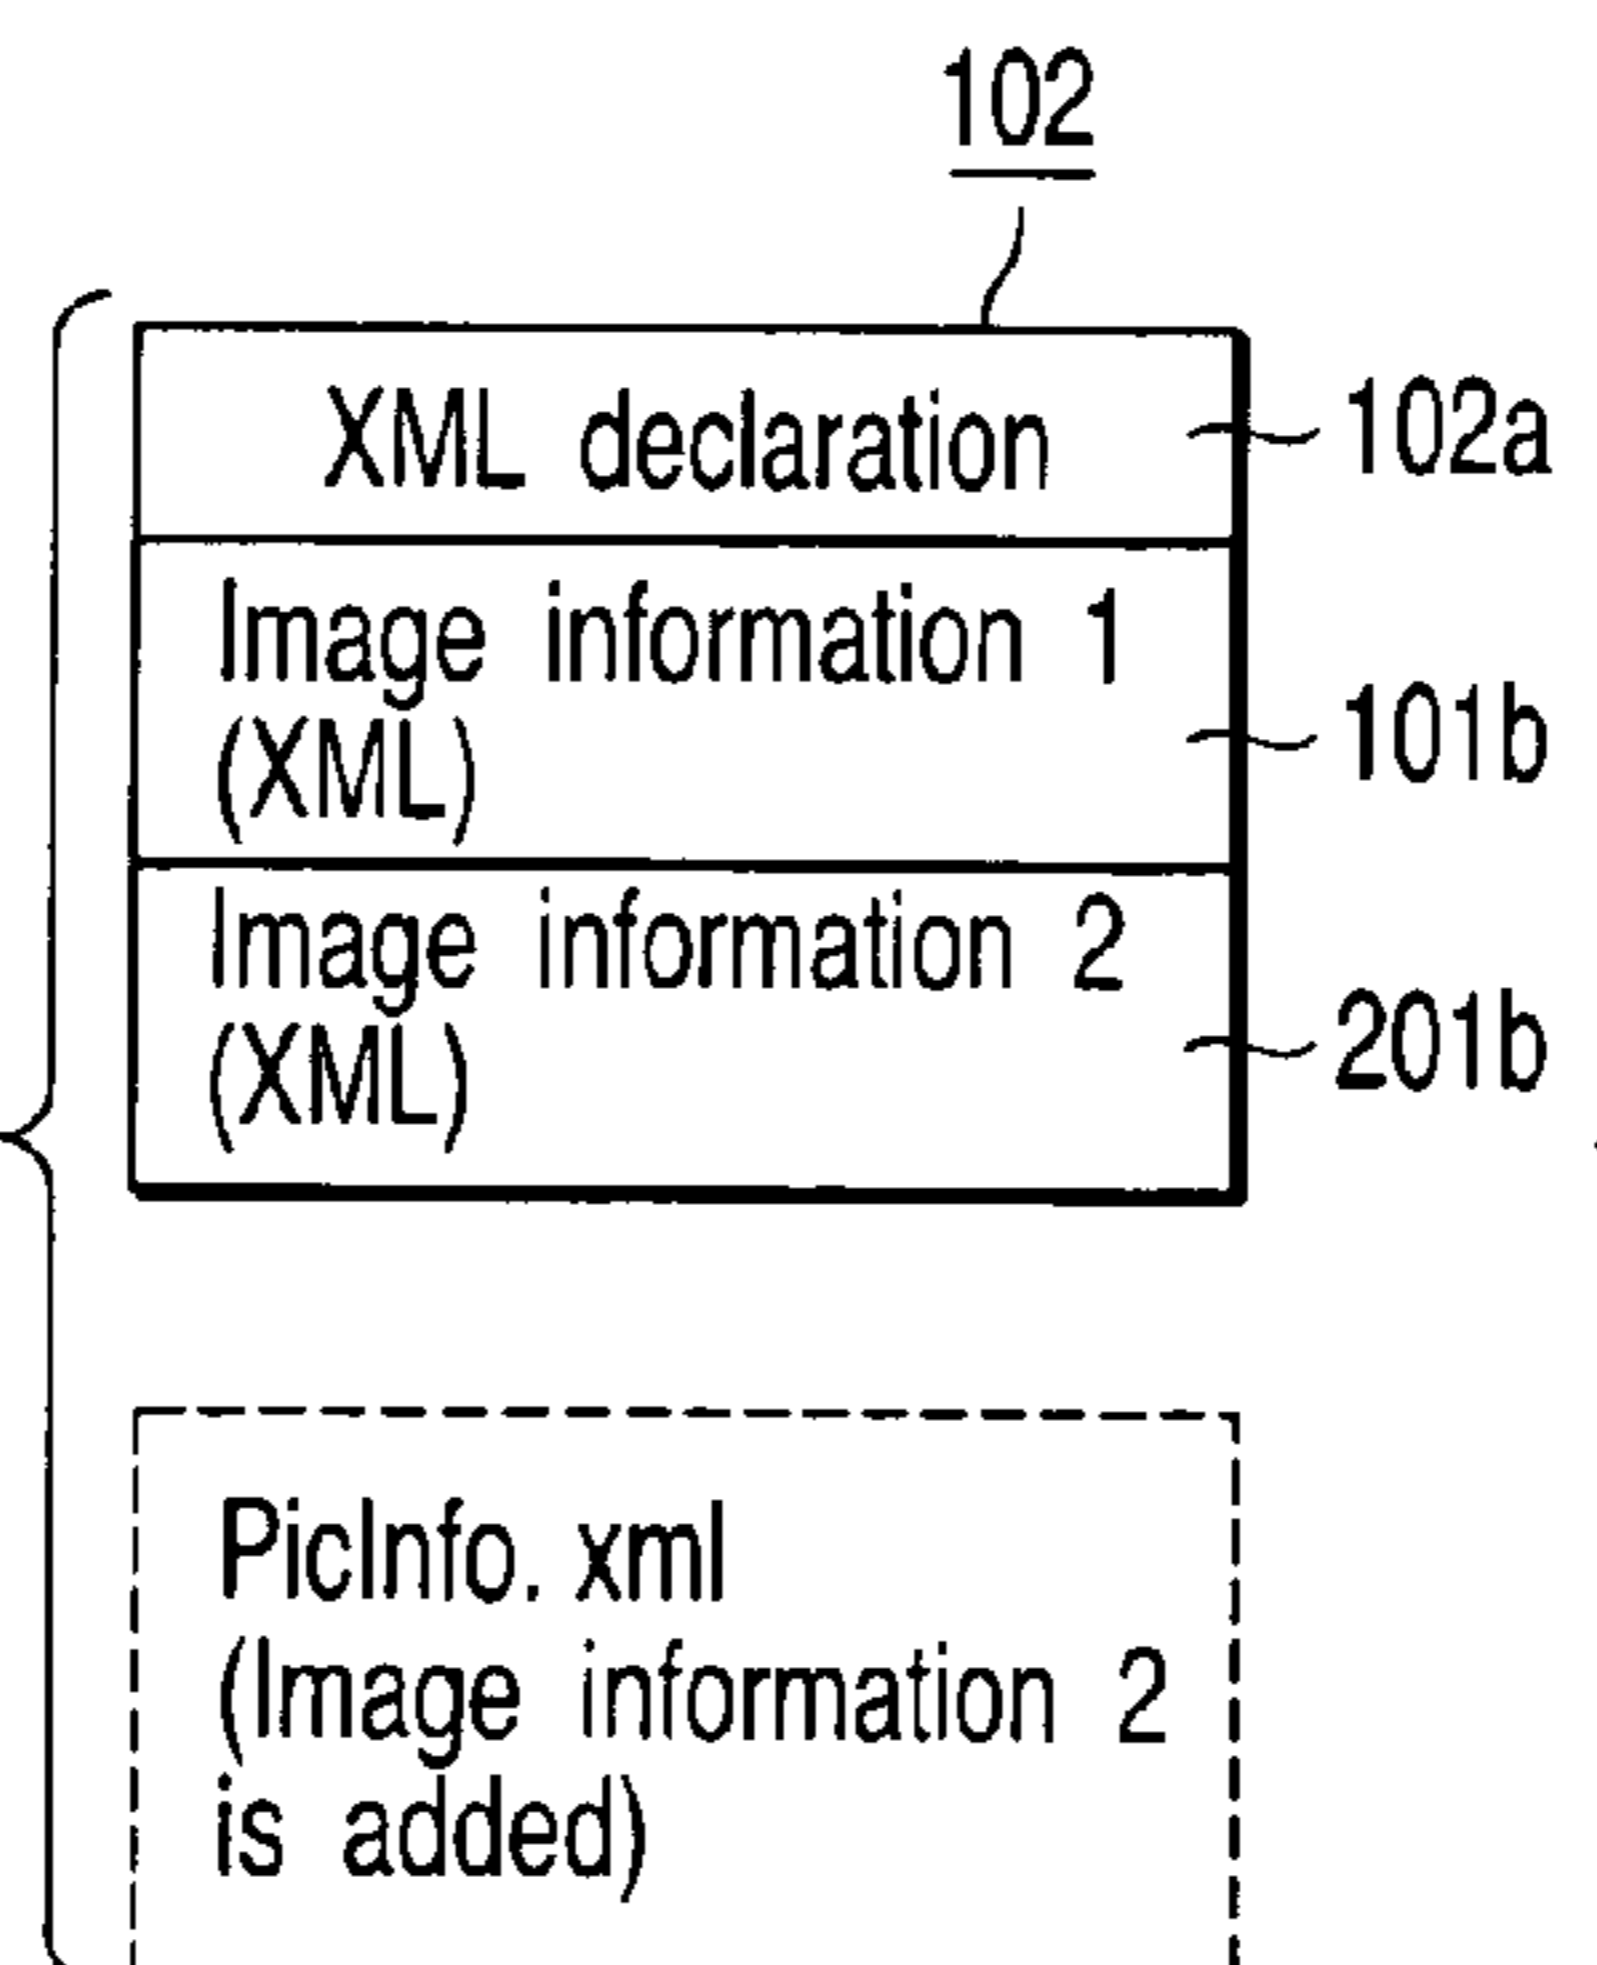 102
XML declaration 102a
Image information 1
(XML) 101b
Image information 2
(XML) 201b
PicInfo. xml
(Image information 2
is added)